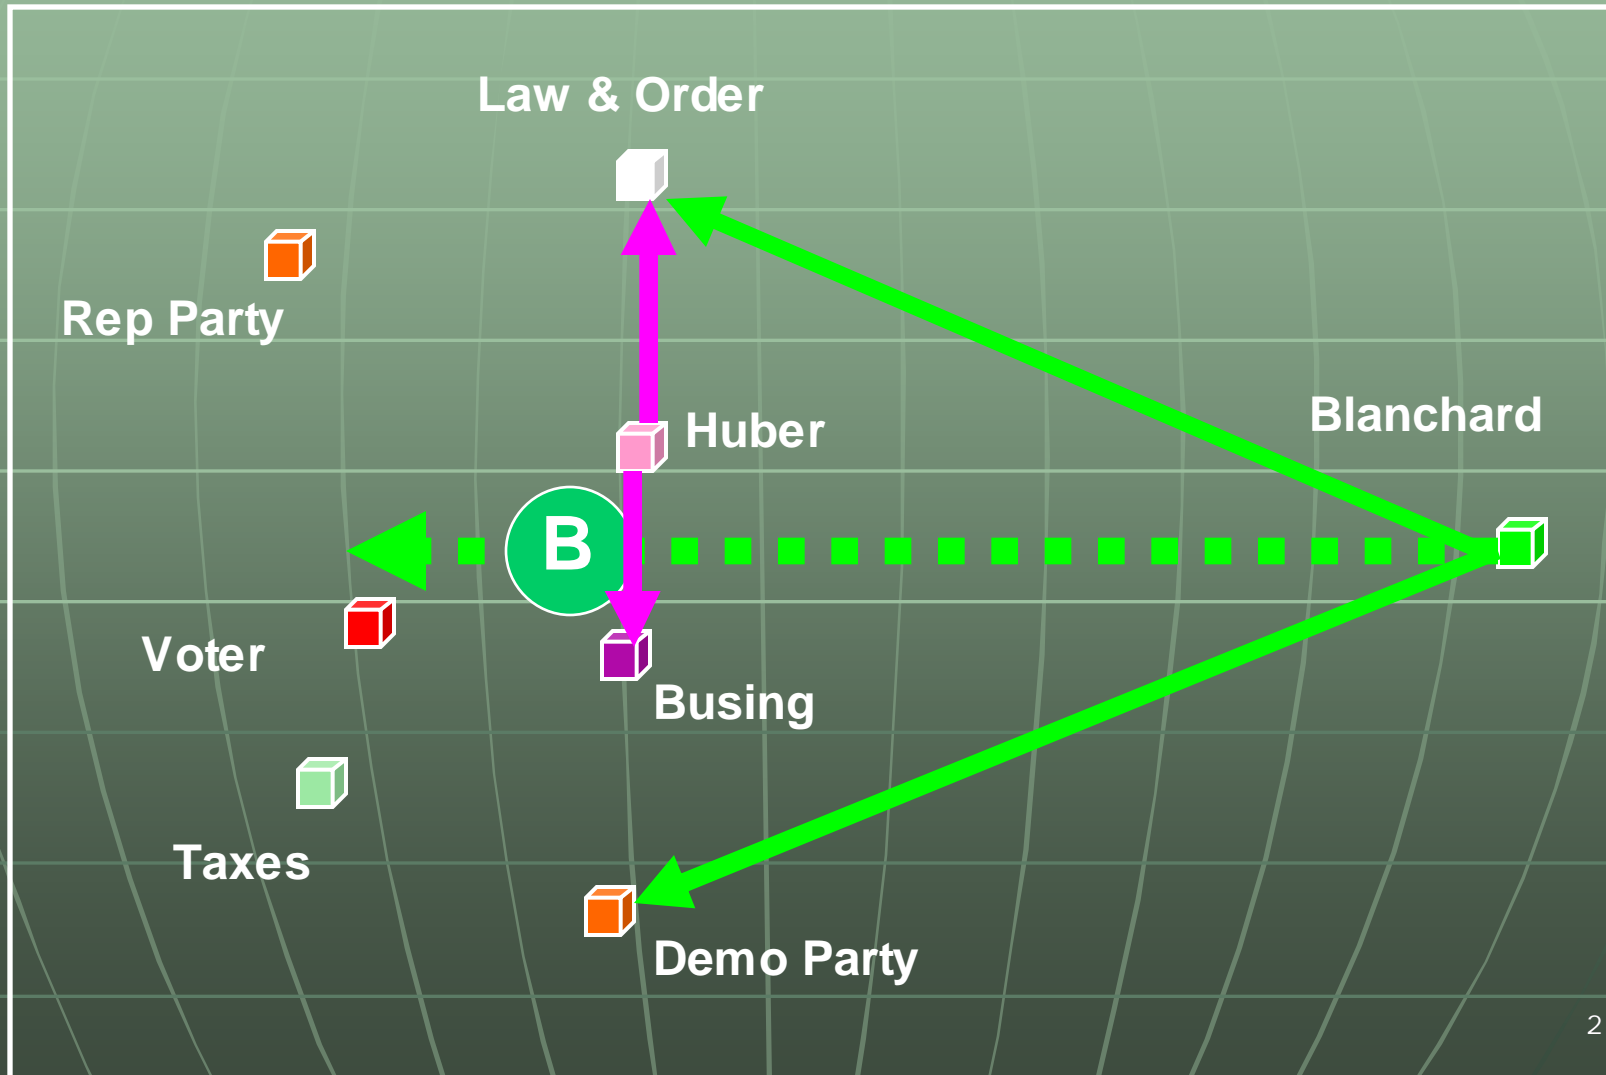 Law & Order
Rep Party
Huber
Blanchard
B
Voter
Busing
Taxes
Demo Party
2